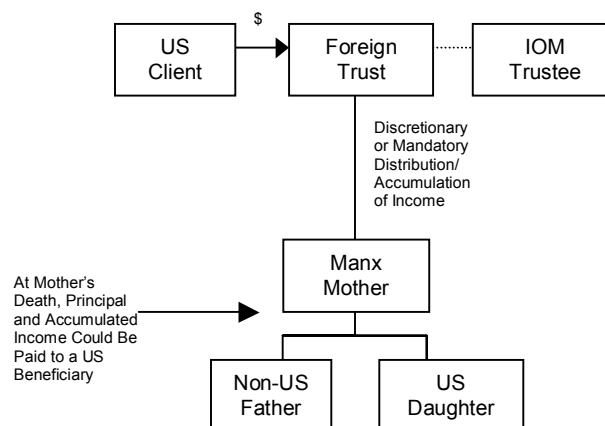 $
US
Client
Foreign
Trust
IOM
Trustee
Discretionary
or Mandatory
Distribution/
Accumulation
of Income
Manx
Mother
At Mother's
Death, Principal
and Accumulated
Income Could Be
Paid to a US
Beneficiary
Non-US
Father
US
Daughter